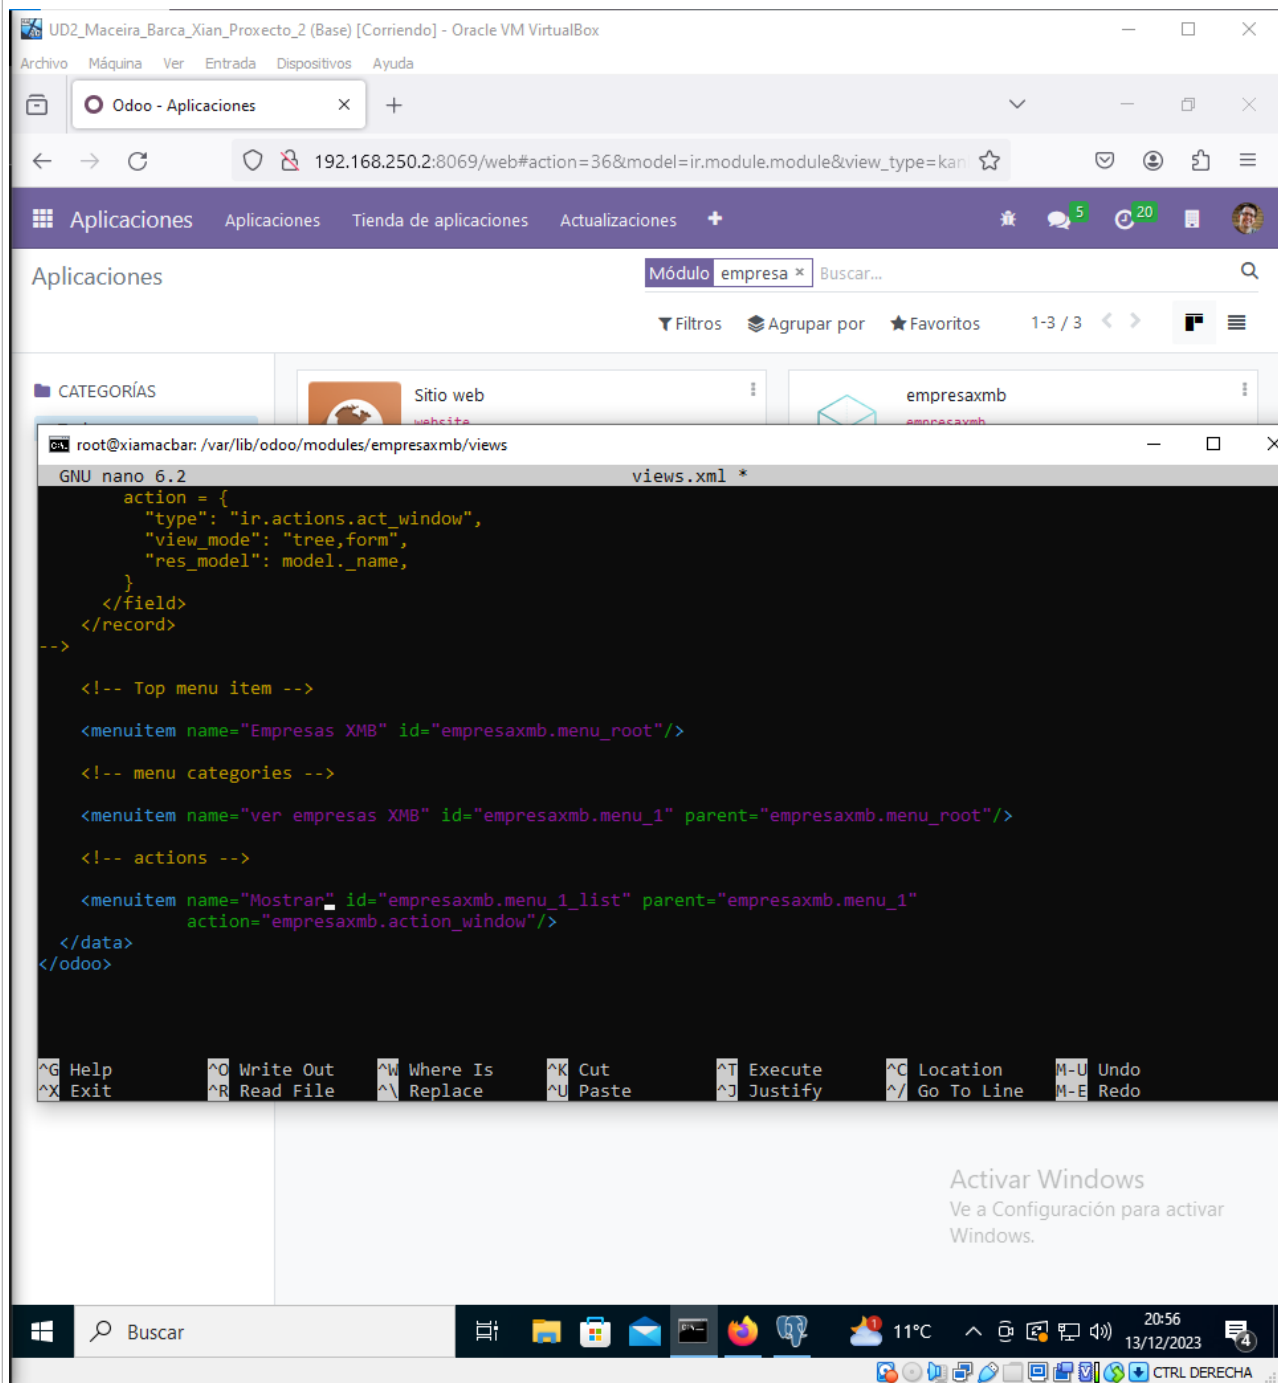 UD2_Maceira_Barca_Xian_Proxecto_2 (Base) [Corriendo] - Oracle VM VirtualBox
Archivo Máquina Ver Entrada Dispositivos Ayuda
Odoo - Aplicaciones
192.168.250.2:8069/web#action=36&model=ir.module.module&view_type=kan
Aplicaciones Aplicaciones Tienda de aplicaciones Actualizaciones + 5 20
Aplicaciones
Módulo empresa × Buscar...
Filtros Agrupar por Favoritos 1-3 / 3
CATEGORÍAS
Sitio web
website
empresaxmb
empresaxmb
root@xiamacbar: /var/lib/odoo/modules/empresaxmb/views
GNU nano 6.2 views.xml *
action = {
"type": "ir.actions.act_window",
"view_mode": "tree,form",
"res_model": model._name,
}
</field>
</record>
-->
<!-- Top menu item -->
<menuitem name="Empresas XMB" id="empresaxmb.menu_root"/>
<!-- menu categories -->
<menuitem name="ver empresas XMB" id="empresaxmb.menu_1" parent="empresaxmb.menu_root"/>
<!-- actions -->
<menuitem name="Mostrar" id="empresaxmb.menu_1_list" parent="empresaxmb.menu_1"
action="empresaxmb.action_window"/>
</data>
</odoo>
^G Help ^O Write Out ^W Where Is ^K Cut ^T Execute ^C Location M-U Undo
^X Exit ^R Read File ^\ Replace ^U Paste ^J Justify ^/ Go To Line M-E Redo
Activar Windows
Ve a Configuración para activar
Windows.
Buscar
11°C
20:56
13/12/2023
4
CTRL DERECHA